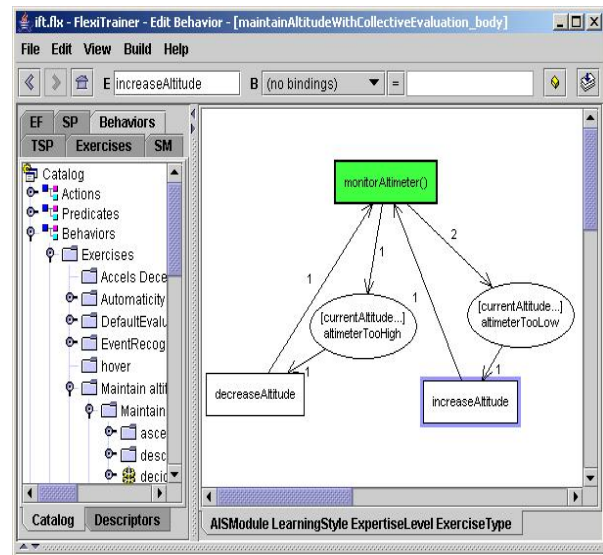 ift.flx - FlexiTrainer - Edit Behavior - [maintainAltitudeWithCollectiveEvaluation_body]
File Edit View Build Help
E increaseAltitude B (no bindings) =
EF SP Behaviors
TSP Exercises SM
Catalog
Actions
Predicates
Behaviors
Exercises
Accels Dece
Automaticity
DefaultEvalu
EventRecog
hover
Maintain altit
Maintain
asce
desc
decid
Catalog Descriptors
monitorAltimeter()
1
2
1
1
[currentAltitude...]
altimeterTooHigh
[currentAltitude...]
altimeterTooLow
1
1
decreaseAltitude
increaseAltitude
AISModule LearningStyle ExpertiseLevel ExerciseType